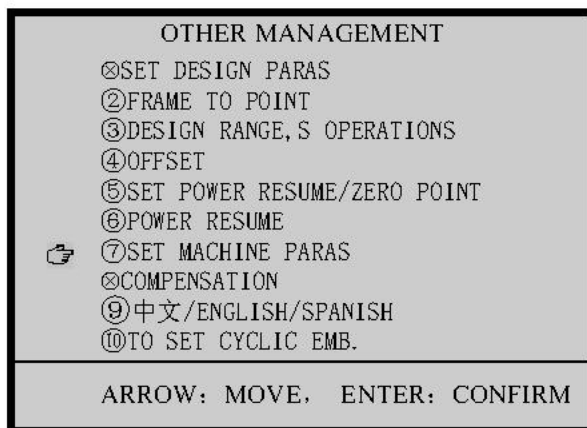 OTHER MANAGEMENT
⊗SET DESIGN PARAS
②FRAME TO POINT
③DESIGN RANGE,S OPERATIONS
④OFFSET
⑤SET POWER RESUME/ZERO POINT
⑥POWER RESUME
⑦SET MACHINE PARAS
⊗COMPENSATION
⑨中文/ENGLISH/SPANISH
⑩TO SET CYCLIC EMB.
ARROW: MOVE, ENTER: CONFIRM